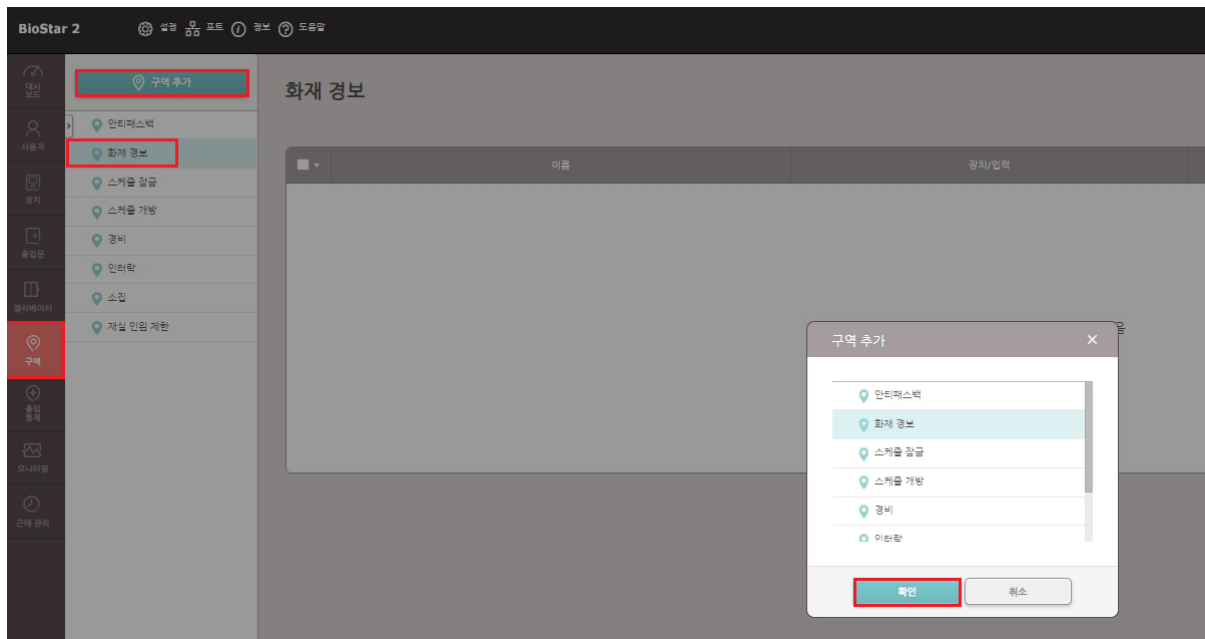 BioStar 2
설정
포트
정보
도움말
대시
보드
사용자
장치
출입문
엘리베이터
구역
출입
통제
모니터링
근태 관리
구역 추가
안티패스백
화재 경보
스케줄 잠금
스케줄 개방
경비
인터락
소집
재실 인원 제한
화재 경보
이름
장치/입력
음
구역 추가
안티패스백
화재 경보
스케줄 잠금
스케줄 개방
경비
인터락
확인
취소